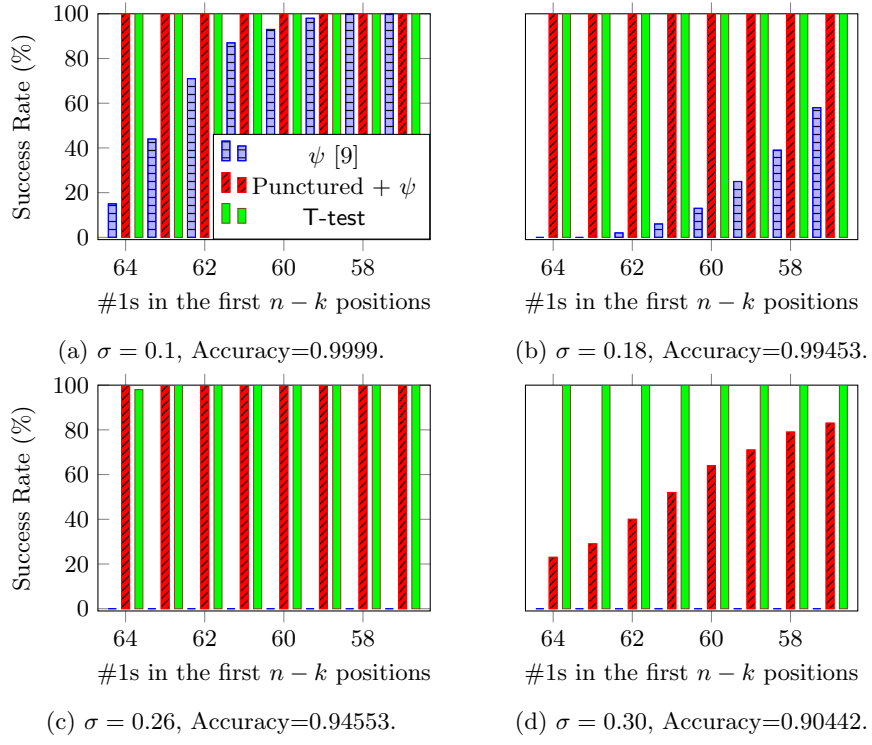 100
80
60
40
20
0
Success Rate (%)
ψ [9]
Punctured + ψ
T-test
64 62 60 58
#1s in the first n − k positions
(a) σ = 0.1, Accuracy=0.9999.
64 62 60 58
#1s in the first n − k positions
(b) σ = 0.18, Accuracy=0.99453.
100
80
60
40
20
0
Success Rate (%)
64 62 60 58
#1s in the first n − k positions
(c) σ = 0.26, Accuracy=0.94553.
64 62 60 58
#1s in the first n − k positions
(d) σ = 0.30, Accuracy=0.90442.